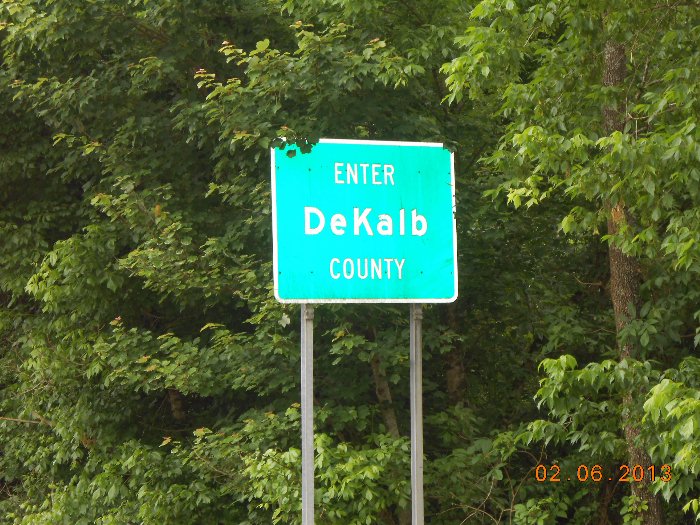 ENTER
DeKalb
COUNTY
02.06.2013